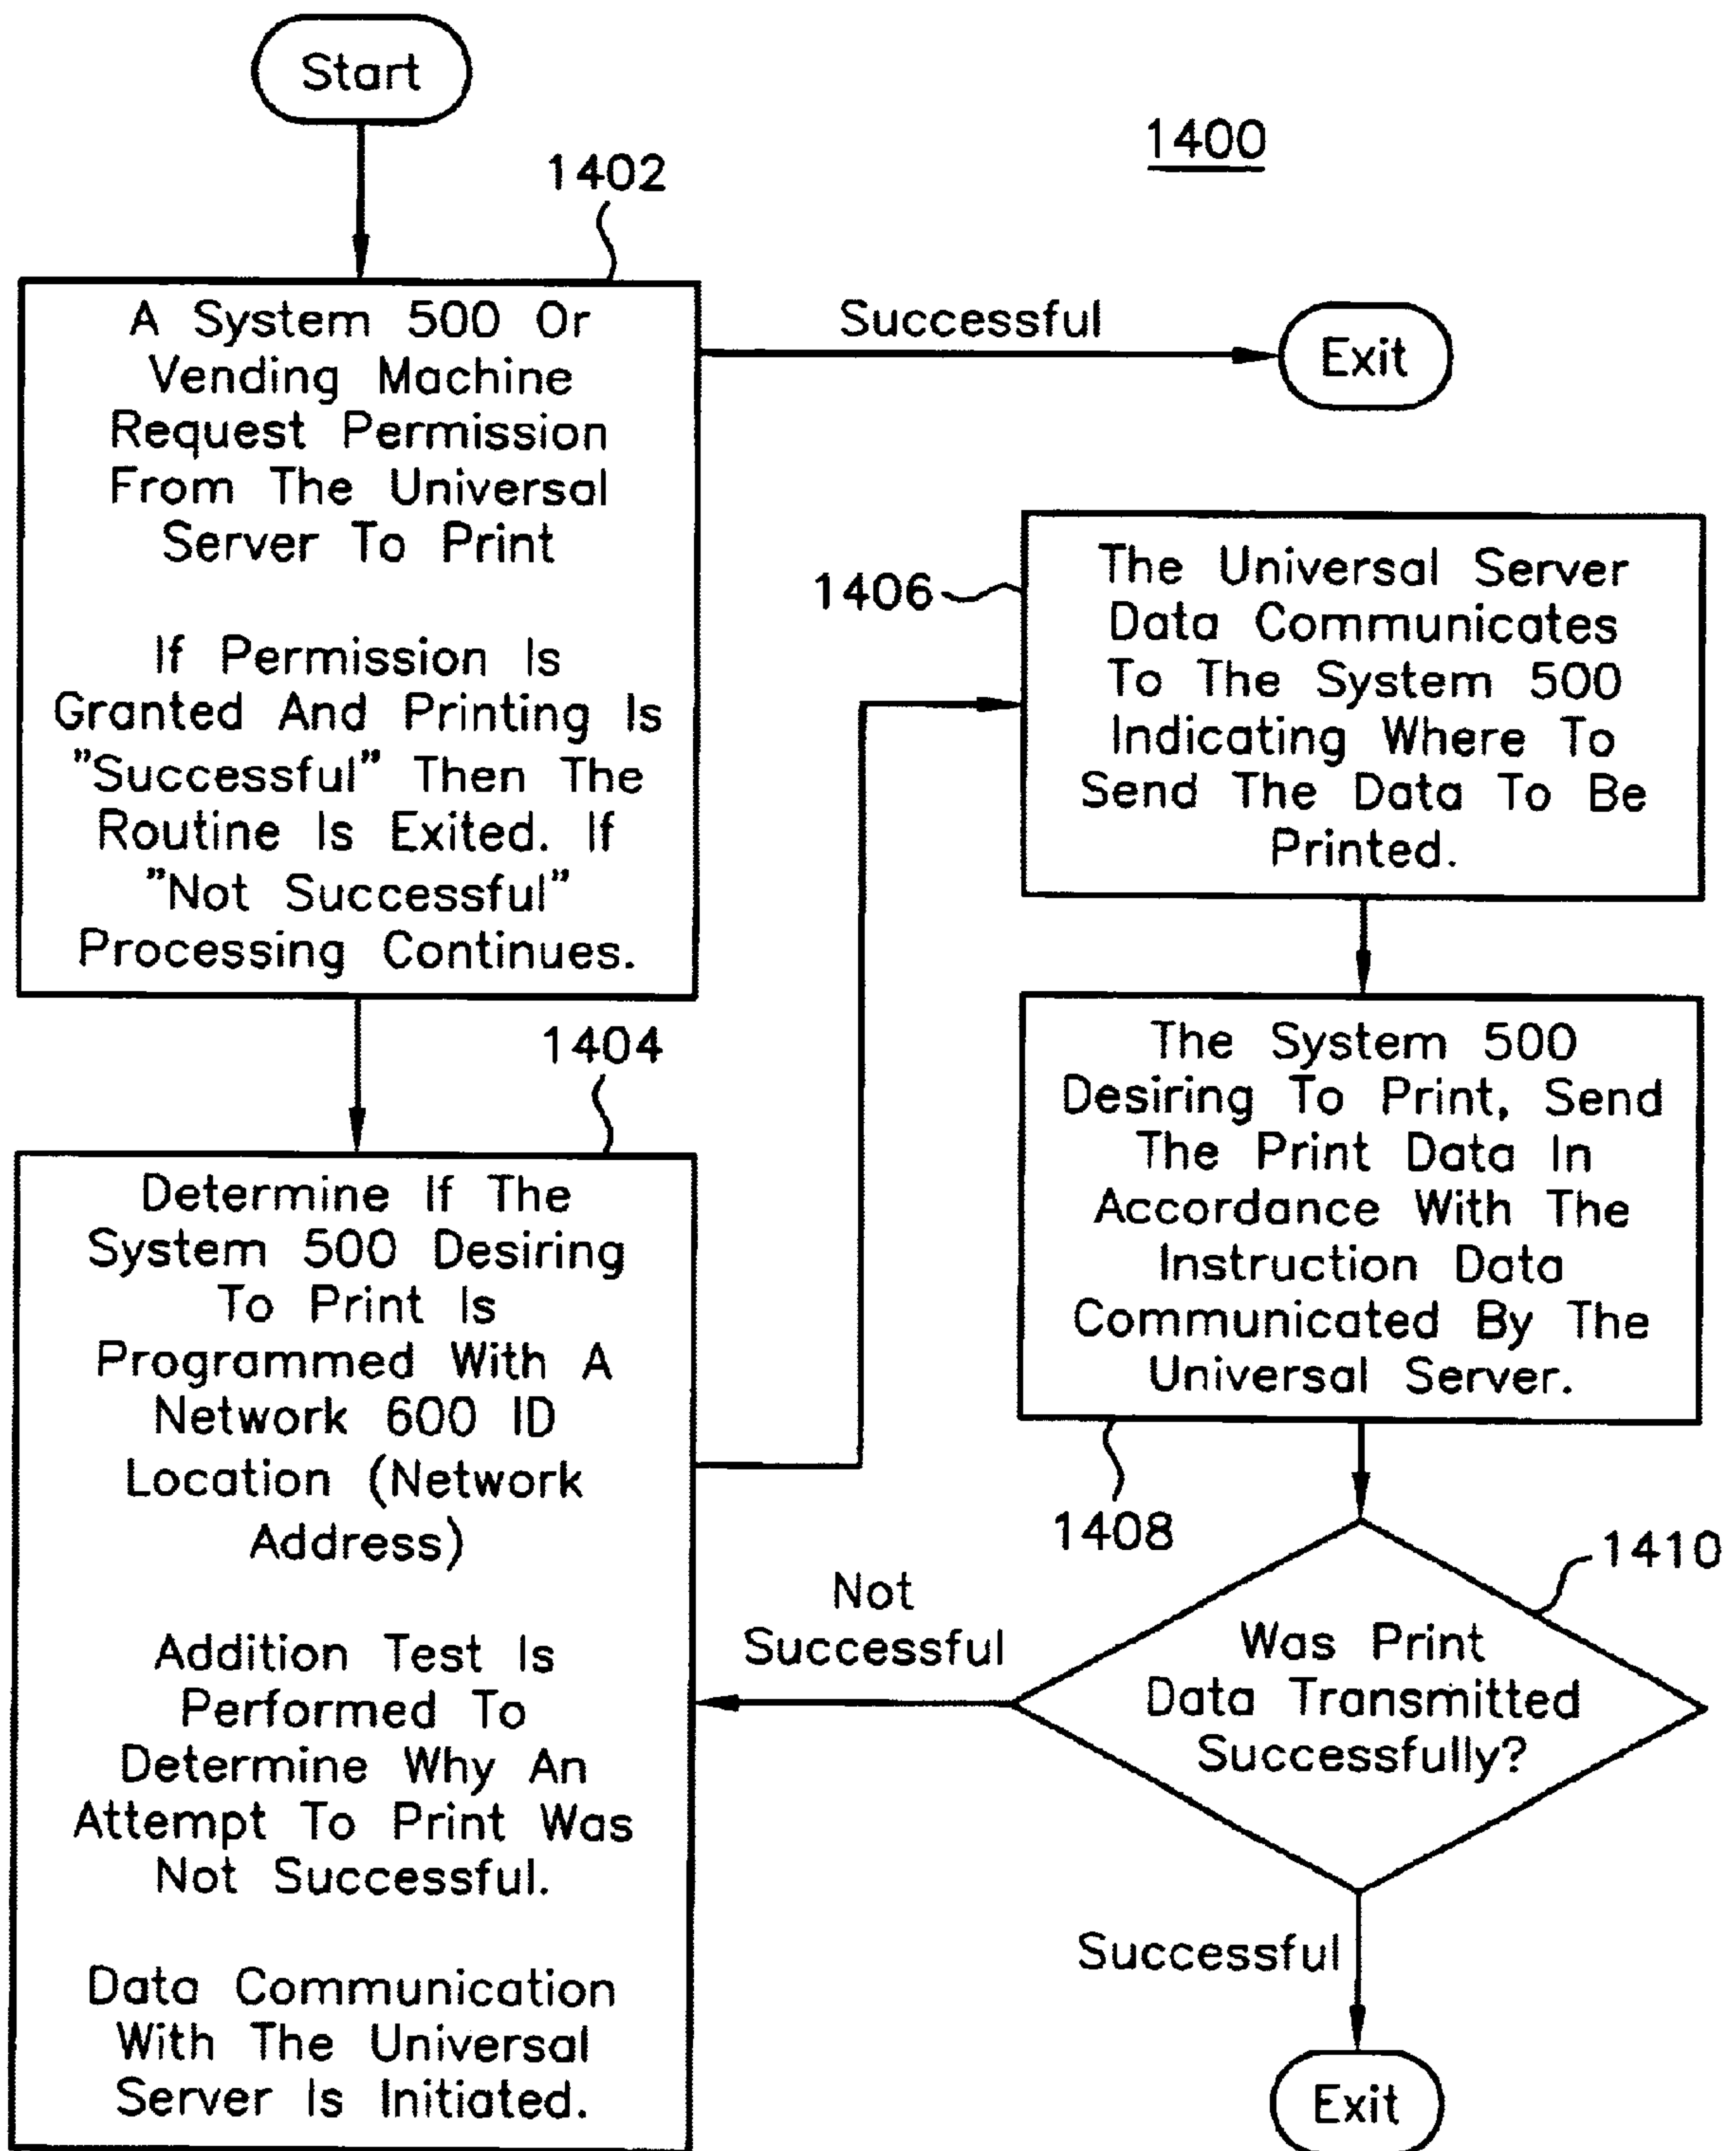 Start
1400
1402
A System 500 Or
Vending Machine
Request Permission
From The Universal
Server To Print
If Permission Is
Granted And Printing Is
"Successful" Then The
Routine Is Exited. If
"Not Successful"
Processing Continues.
Successful
Exit
1404
Determine If The
System 500 Desiring
To Print Is
Programmed With A
Network 600 ID
Location (Network
Address)
Addition Test Is
Performed To
Determine Why An
Attempt To Print Was
Not Successful.
Data Communication
With The Universal
Server Is Initiated.
1406
The Universal Server
Data Communicates
To The System 500
Indicating Where To
Send The Data To Be
Printed.
The System 500
Desiring To Print, Send
The Print Data In
Accordance With The
Instruction Data
Communicated By The
Universal Server.
1408
1410
Was Print
Data Transmitted
Successfully?
Not
Successful
Successful
Exit